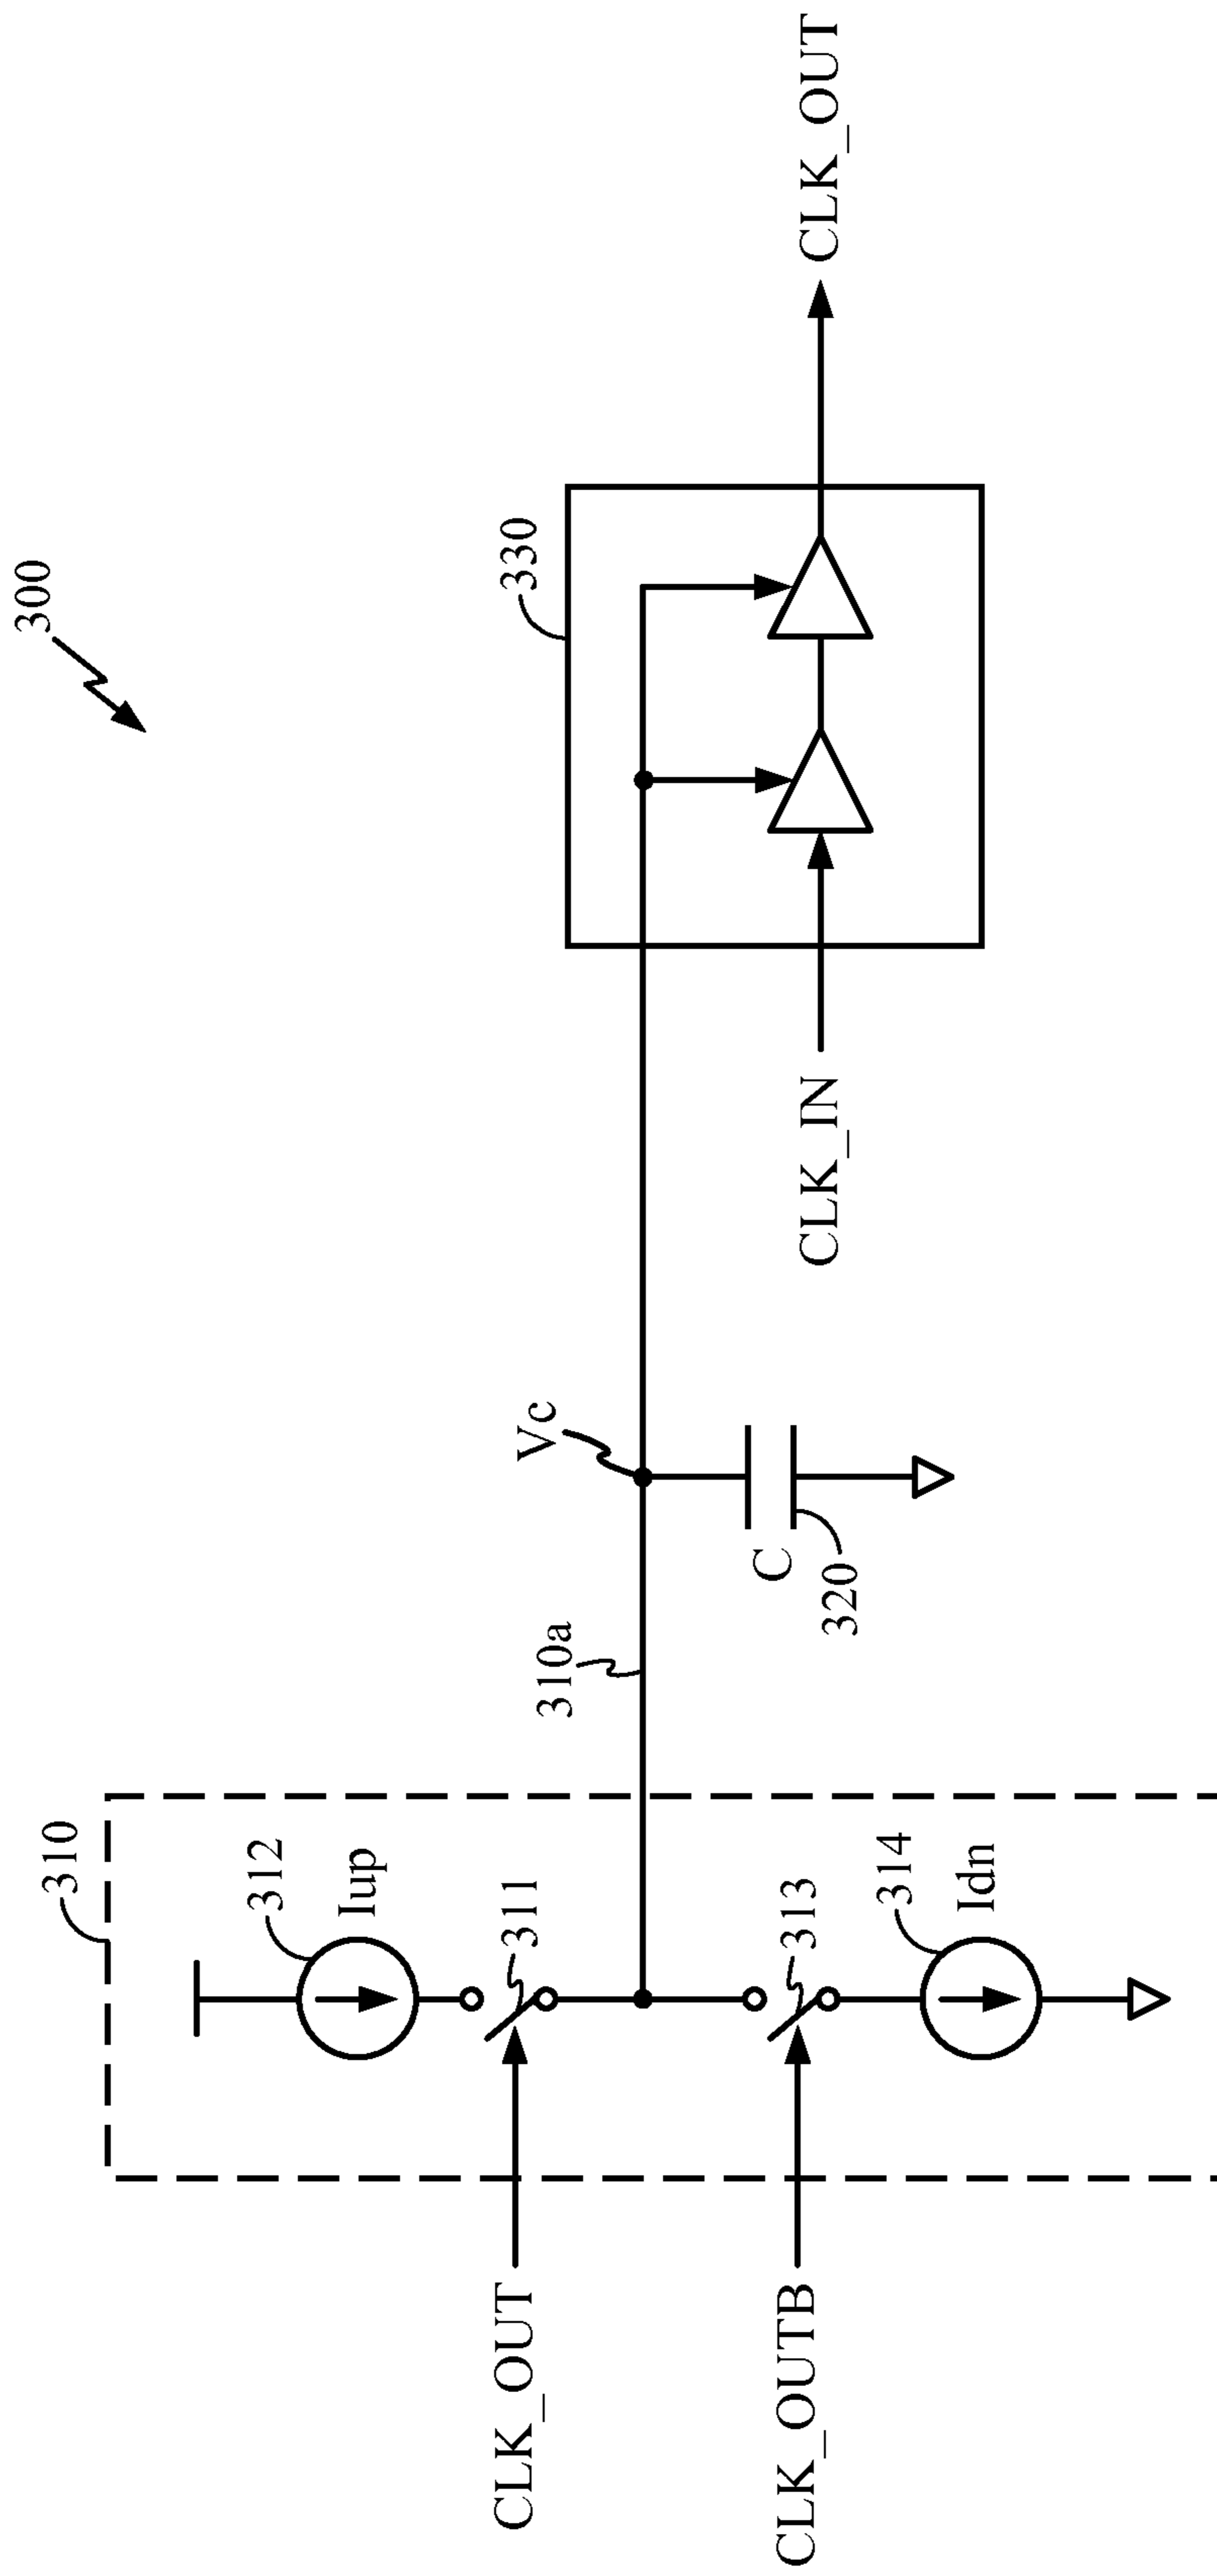 300
310
312
Iup
311
CLK_OUT
310a
Vc
330
C
320
CLK_IN
CLK_OUT
313
CLK_OUTB
314
Idn